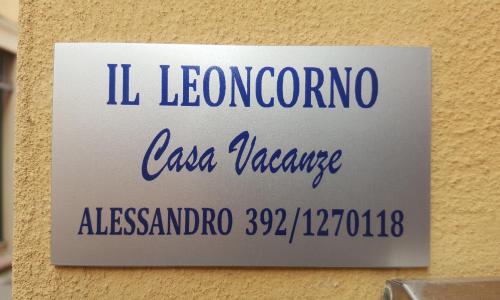 IL LEONCORNO
Casa Vacanze
ALESSANDRO 392/1270118